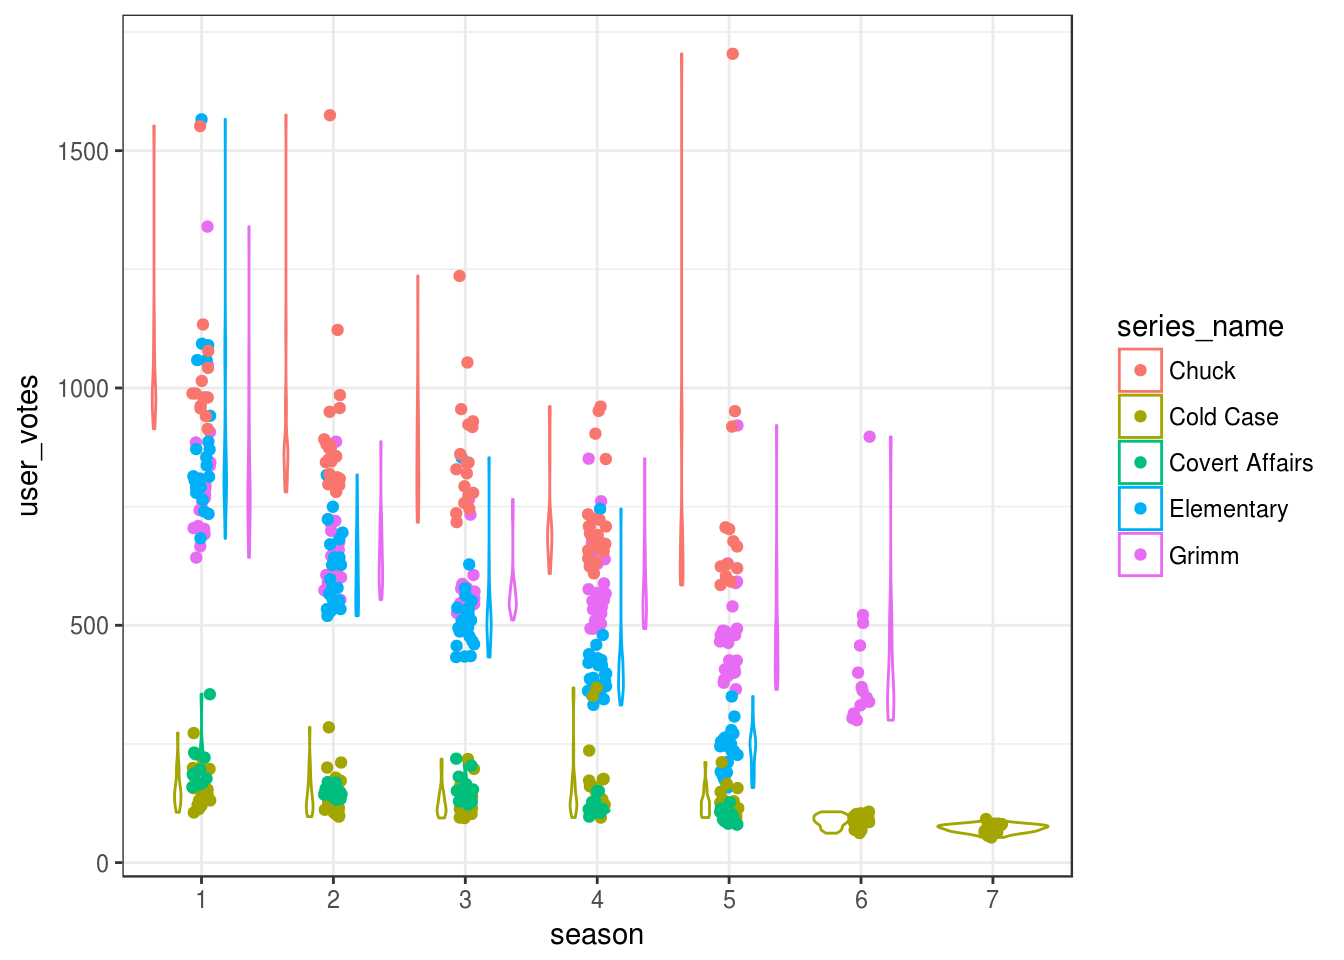 1500
1000
500
0
user_votes
1 2 3 4 5 6 7
season
series_name
Chuck
Cold Case
Covert Affairs
Elementary
Grimm